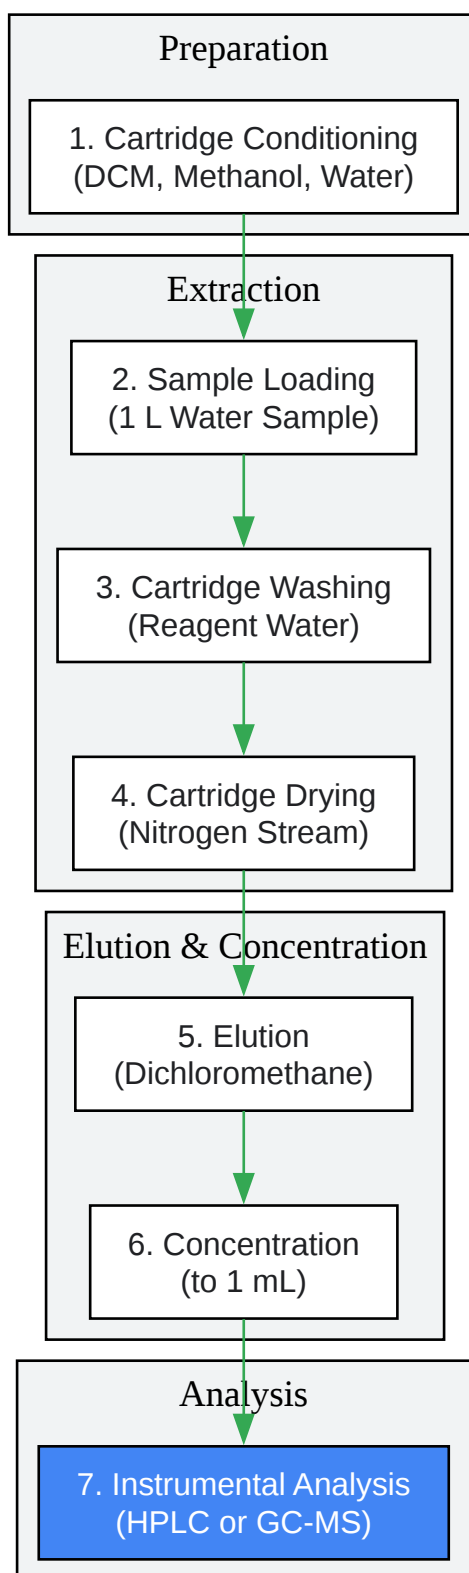 Preparation
1. Cartridge Conditioning
(DCM, Methanol, Water)
Extraction
2. Sample Loading
(1 L Water Sample)
3. Cartridge Washing
(Reagent Water)
4. Cartridge Drying
(Nitrogen Stream)
Elution & Concentration
5. Elution
(Dichloromethane)
6. Concentration
(to 1 mL)
Analysis
7. Instrumental Analysis
(HPLC or GC-MS)